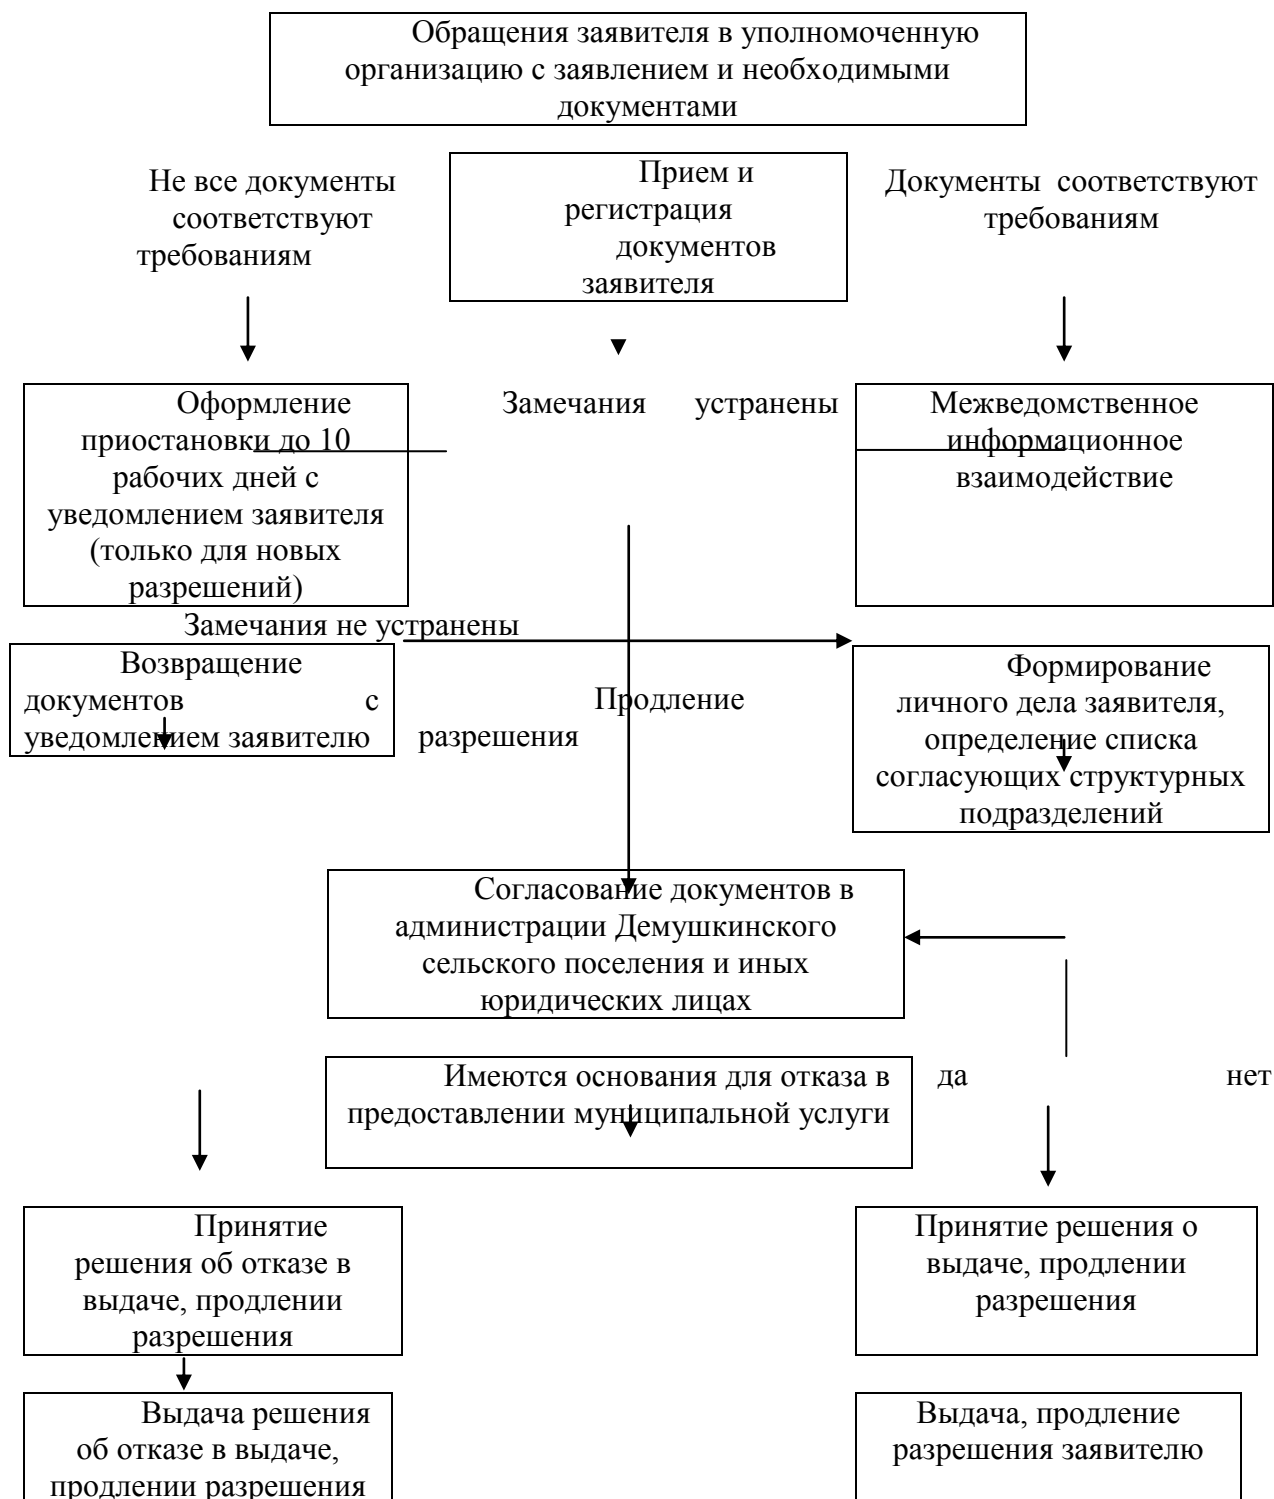 Обращения заявителя в уполномоченную
организацию с заявлением и необходимыми
документами
Не все документы
соответствуют
требованиям
Прием и
регистрация
документов
заявителя
Документы соответствуют
требованиям
Оформление
приостановки до 10
рабочих дней с
уведомлением заявителя
(только для новых
разрешений)
Замечания устранены
Межведомственное
информационное
взаимодействие
Замечания не устранены
Возвращение
документов с
уведомлением заявителю
Продление
разрешения
Формирование
личного дела заявителя,
определение списка
согласующих структурных
подразделений
Согласование документов в
администрации Демушкинского
сельского поселения и иных
юридических лицах
Имеются основания для отказа в
предоставлении муниципальной услуги
да нет
Принятие
решения об отказе в
выдаче, продлении
разрешения
Принятие решения о
выдаче, продлении
разрешения
Выдача решения
об отказе в выдаче,
продлении разрешения
Выдача, продление
разрешения заявителю